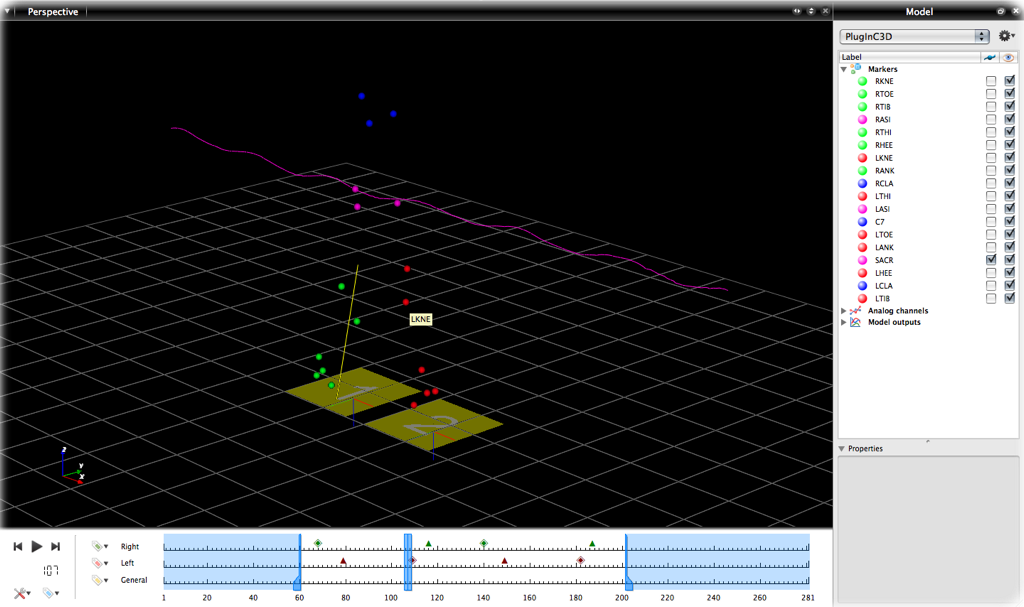 Perspective
Model
PlugInC3D
Label
Markers
RKNE
RTOE
RTIB
RASI
RTHI
RHEE
LKNE
RANK
RCLA
LTHI
LASI
C7
LTOE
LANK
SACR
LHEE
LCLA
LTIB
Analog channels
Model outputs
LKNE
1
2
z
y
x
Properties
Right
107
Left
General
1 20 40 60 80 100 120 140 160 180 200 220 240 260 281